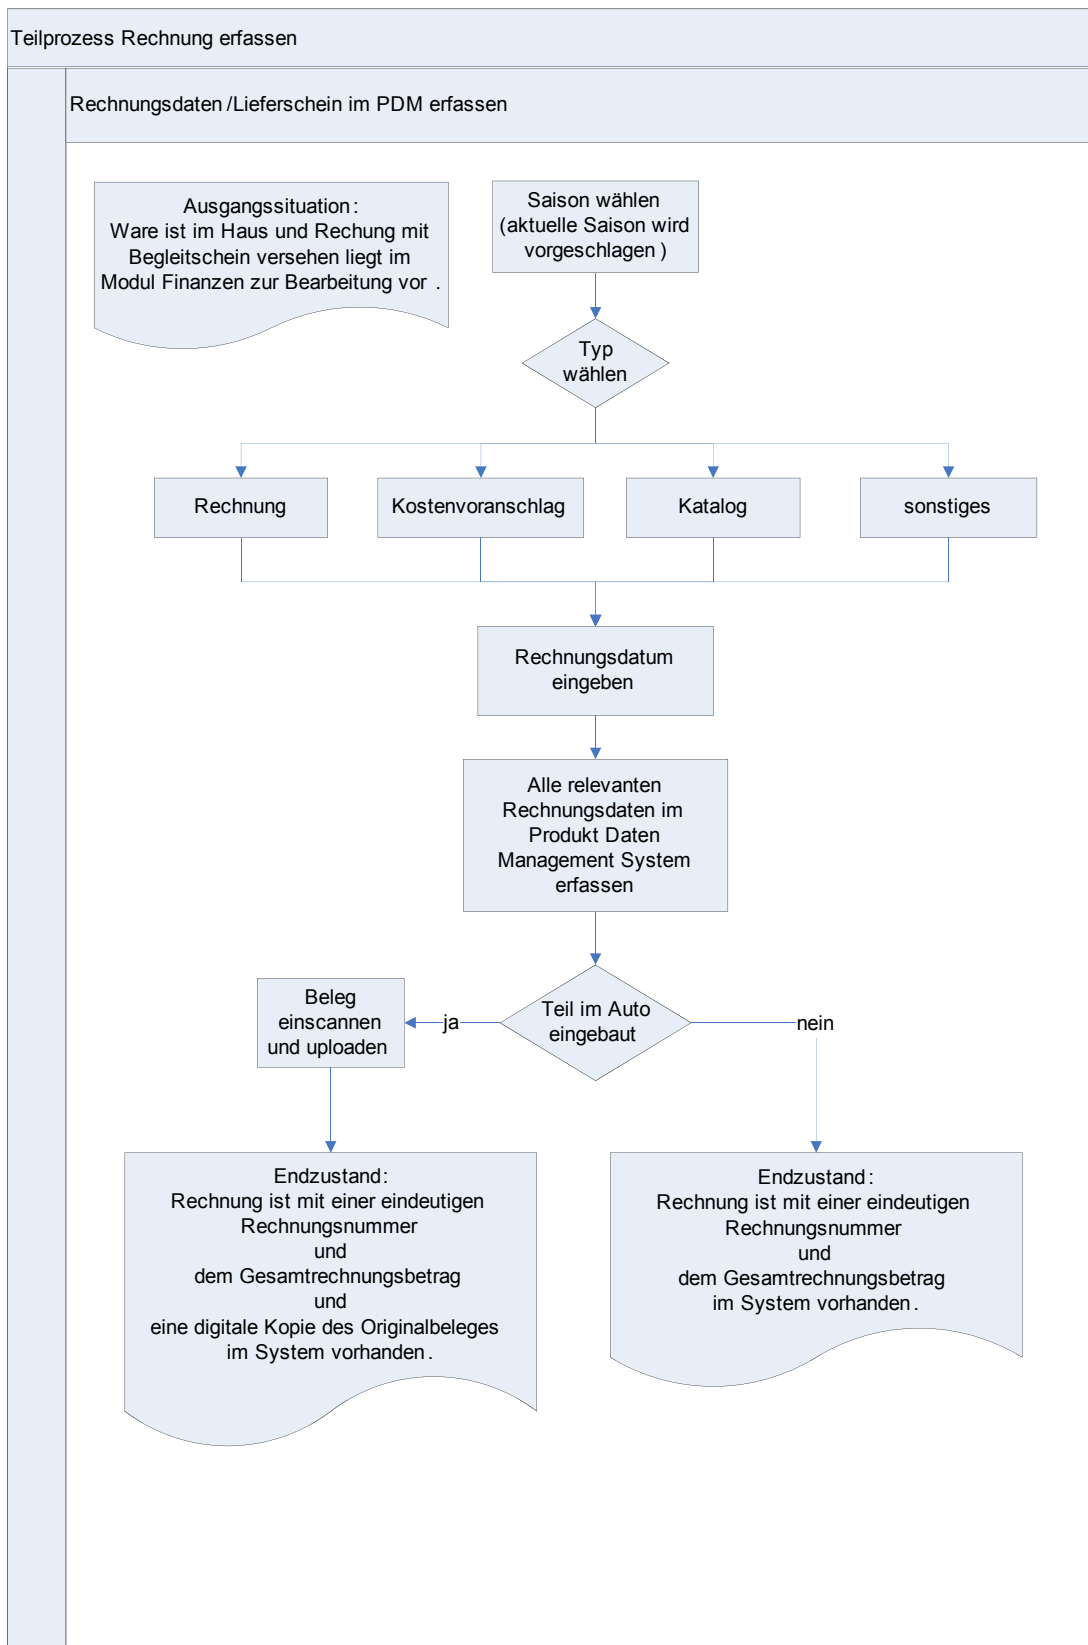 Teilprozess Rechnung erfassen
Rechnungsdaten /Lieferschein im PDM erfassen
Ausgangssituation:
Ware ist im Haus und Rechung mit
Begleitschein versehen liegt im
Modul Finanzen zur Bearbeitung vor .
Saison wählen
(aktuelle Saison wird
vorgeschlagen )
Typ
wählen
Rechnung
Kostenvoranschlag
Katalog
sonstiges
Rechnungsdatum
eingeben
Alle relevanten
Rechnungsdaten im
Produkt Daten
Management System
erfassen
Teil im Auto
eingebaut
ja
nein
Beleg
einscannen
und uploaden
Endzustand:
Rechnung ist mit einer eindeutigen
Rechnungsnummer
und
dem Gesamtrechnungsbetrag
und
eine digitale Kopie des Originalbeleges
im System vorhanden.
Endzustand:
Rechnung ist mit einer eindeutigen
Rechnungsnummer
und
dem Gesamtrechnungsbetrag
im System vorhanden.